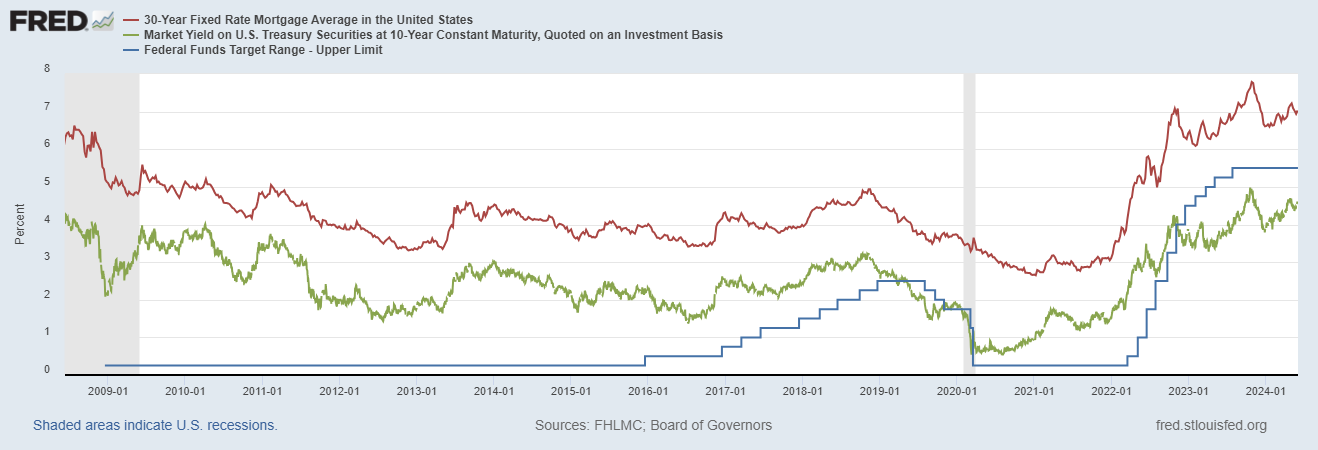 FRED
30-Year Fixed Rate Mortgage Average in the United States
Market Yield on U.S. Treasury Securities at 10-Year Constant Maturity, Quoted on an Investment Basis
Federal Funds Target Range - Upper Limit
8
7
6
5
4
3
2
1
0
Percent
2009-01 2010-01 2011-01 2012-01 2013-01 2014-01 2015-01 2016-01 2017-01 2018-01 2019-01 2020-01 2021-01 2022-01 2023-01 2024-01
Shaded areas indicate U.S. recessions. Sources: FHLMC; Board of Governors fred.stlouisfed.org